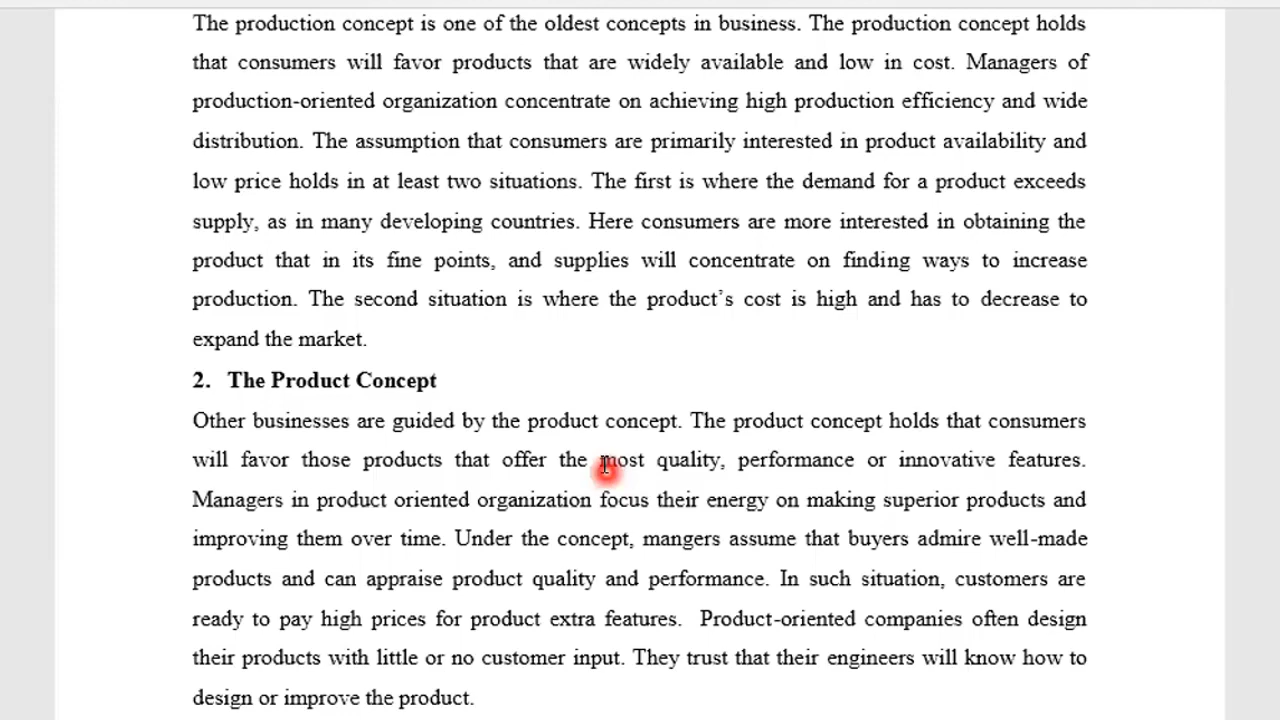 The production concept is one of the oldest concepts in business. The production concept holds
that consumers will favor products that are widely available and low in cost. Managers of
production-oriented organization concentrate on achieving high production efficiency and wide
distribution. The assumption that consumers are primarily interested in product availability and
low price holds in at least two situations. The first is where the demand for a product exceeds
supply, as in many developing countries. Here consumers are more interested in obtaining the
product that in its fine points, and supplies will concentrate on finding ways to increase
production. The second situation is where the product's cost is high and has to decrease to
expand the market.
2. The Product Concept
Other businesses are guided by the product concept. The product concept holds that consumers
will favor those products that offer the most quality, performance or innovative features.
Managers in product oriented organization focus their energy on making superior products and
improving them over time. Under the concept, mangers assume that buyers admire well-made
products and can appraise product quality and performance. In such situation, customers are
ready to pay high prices for product extra features. Product-oriented companies often design
their products with little or no customer input. They trust that their engineers will know how to
design or improve the product.